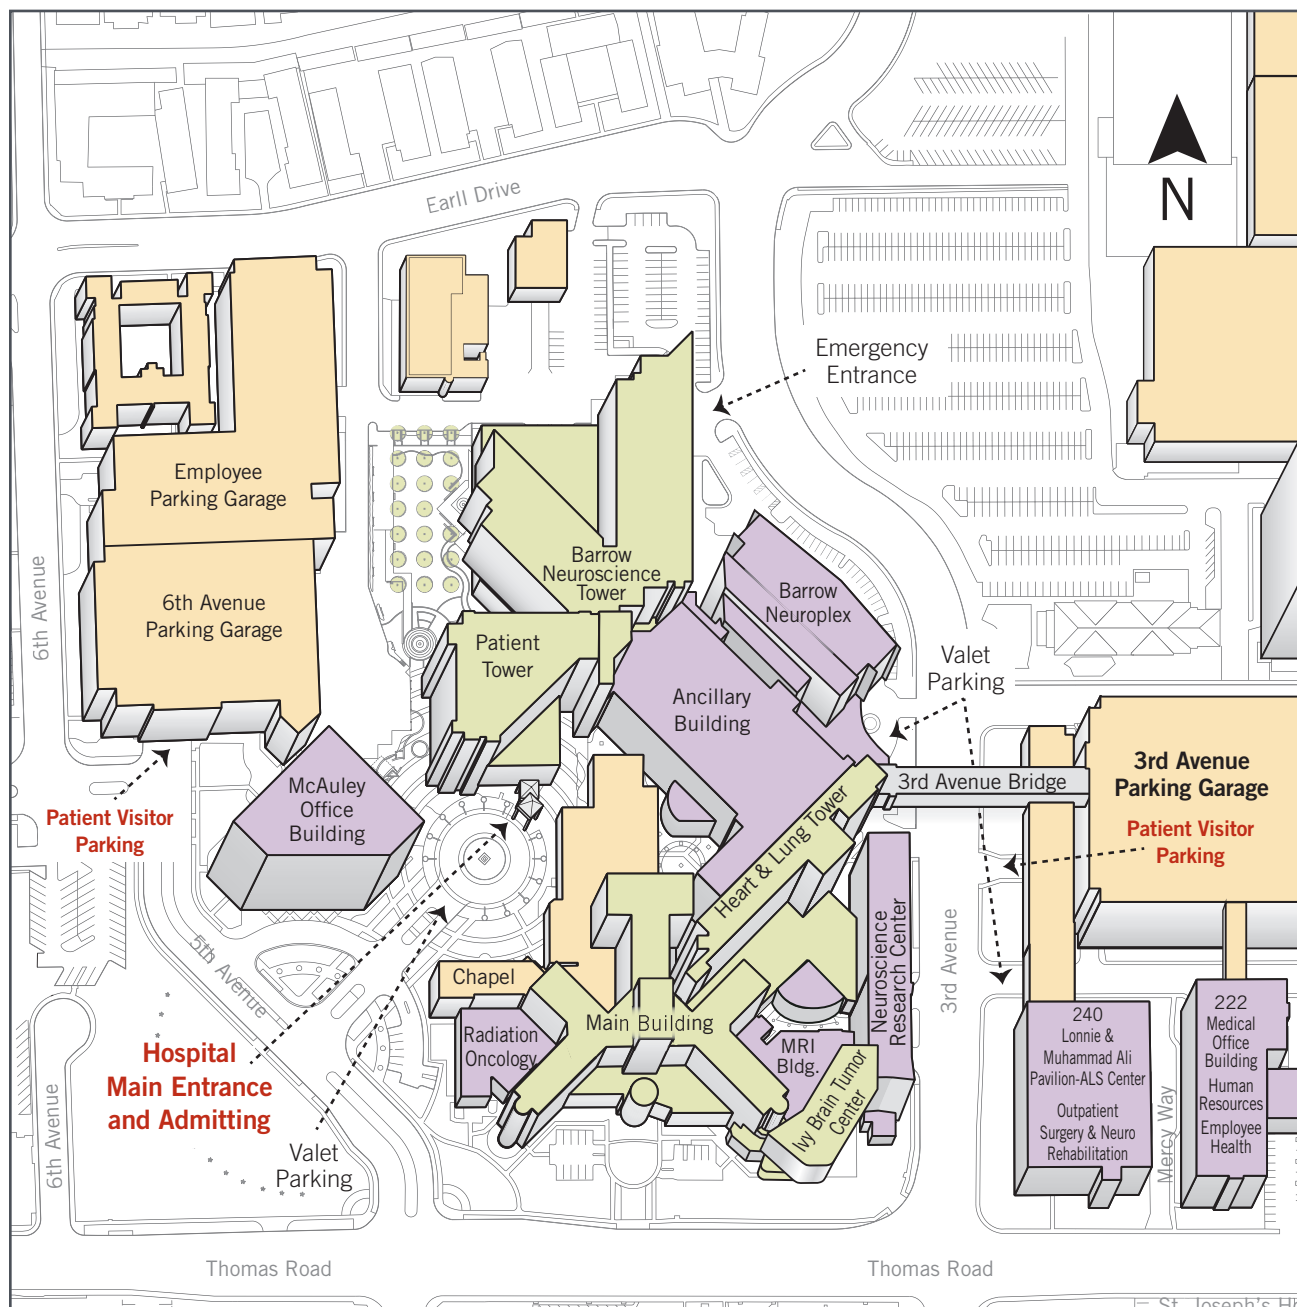 Earll Drive
N
Emergency
Entrance
Employee
Parking Garage
6th Avenue
Parking Garage
6th Avenue
Barrow
Neuroscience
Tower
Barrow
Neuroplex
Patient
Tower
Ancillary
Building
Valet
Parking
3rd Avenue Bridge
3rd Avenue
Parking Garage
Patient Visitor
Parking
McAuley
Office
Building
Patient Visitor
Parking
Heart & Lung Tower
Neuroscience
Research Center
3rd Avenue
5th Avenue
Chapel
Radiation
Oncology
Main Building
MRI
Bldg.
Ivy Brain Tumor
Center
Hospital
Main Entrance
and Admitting
Valet
Parking
6th Avenue
240
Lonnie &
Muhammad Ali
Pavilion-ALS Center
Outpatient
Surgery & Neuro
Rehabilitation
Mercy Way
222
Medical
Office
Building
Human
Resources
Employee
Health
Thomas Road
Thomas Road
St. Joseph's